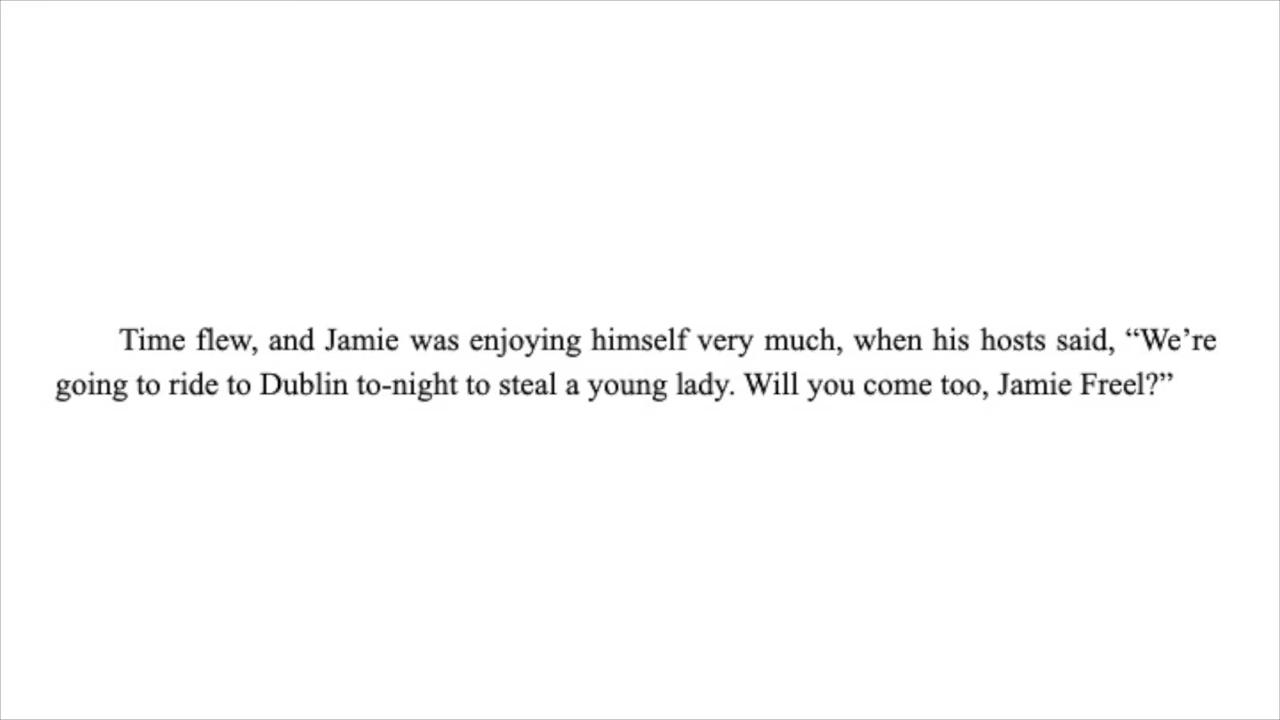 Time flew, and Jamie was enjoying himself very much, when his hosts said, “We’re
going to ride to Dublin to-night to steal a young lady. Will you come too, Jamie Freel?”